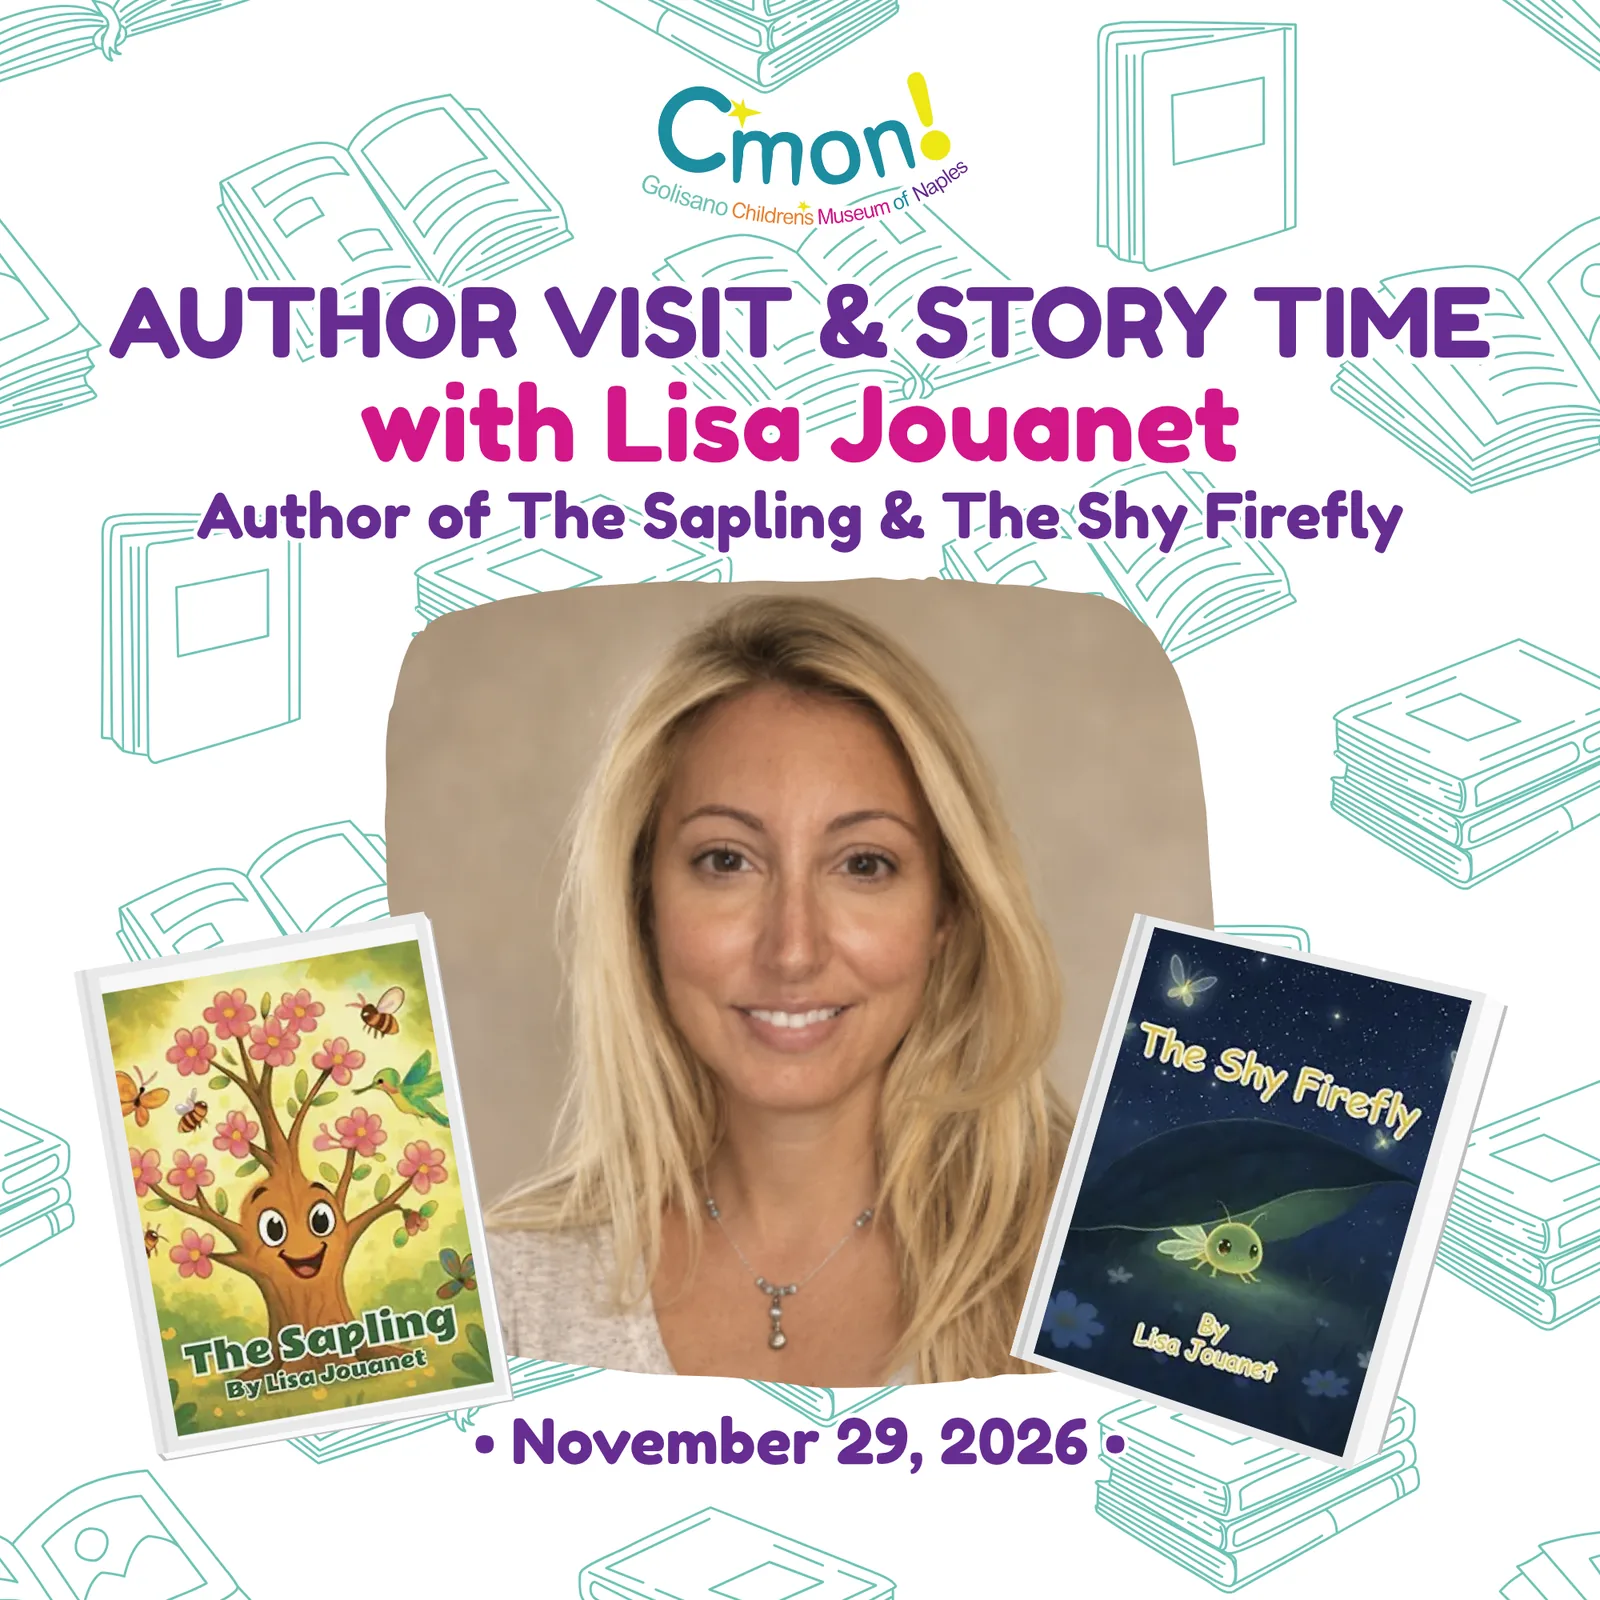 C'mon!
Golisano Children's Museum of Naples
AUTHOR VISIT & STORY TIME
with Lisa Jouanet
Author of The Sapling & The Shy Firefly
The Sapling
By Lisa Jouanet
The Shy Firefly
By
Lisa Jouanet
• November 29, 2026 •